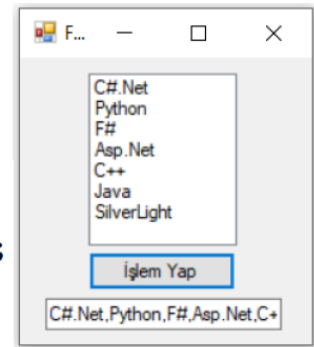 F...
C#.Net
Python
F#
Asp.Net
C++
Java
SilverLight
İşlem Yap
C#.Net,Python,F#,Asp.Net,C+